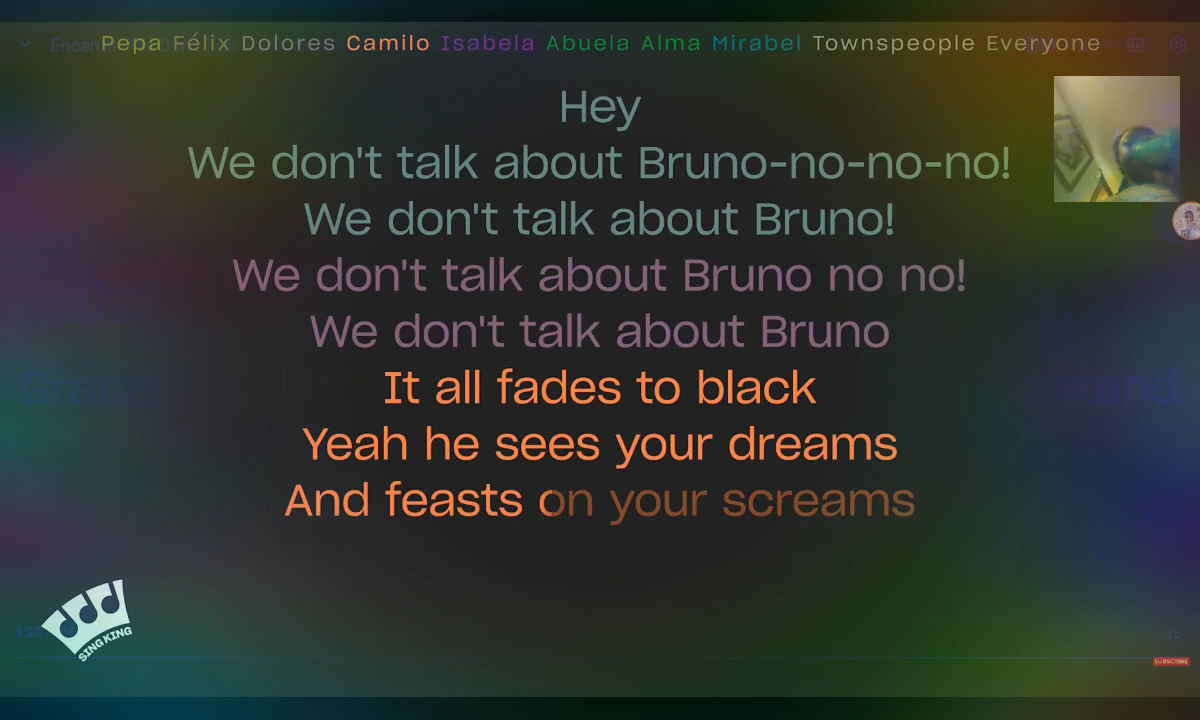 Pepa Félix Dolores Camilo Isabela Abuela Alma Mirabel Townspeople Everyone
Hey
We don't talk about Bruno-no-no-no!
We don't talk about Bruno!
We don't talk about Bruno no no!
We don't talk about Bruno
It all fades to black
Yeah he sees your dreams
And feasts on your screams
SING KING
SUBSCRIBE